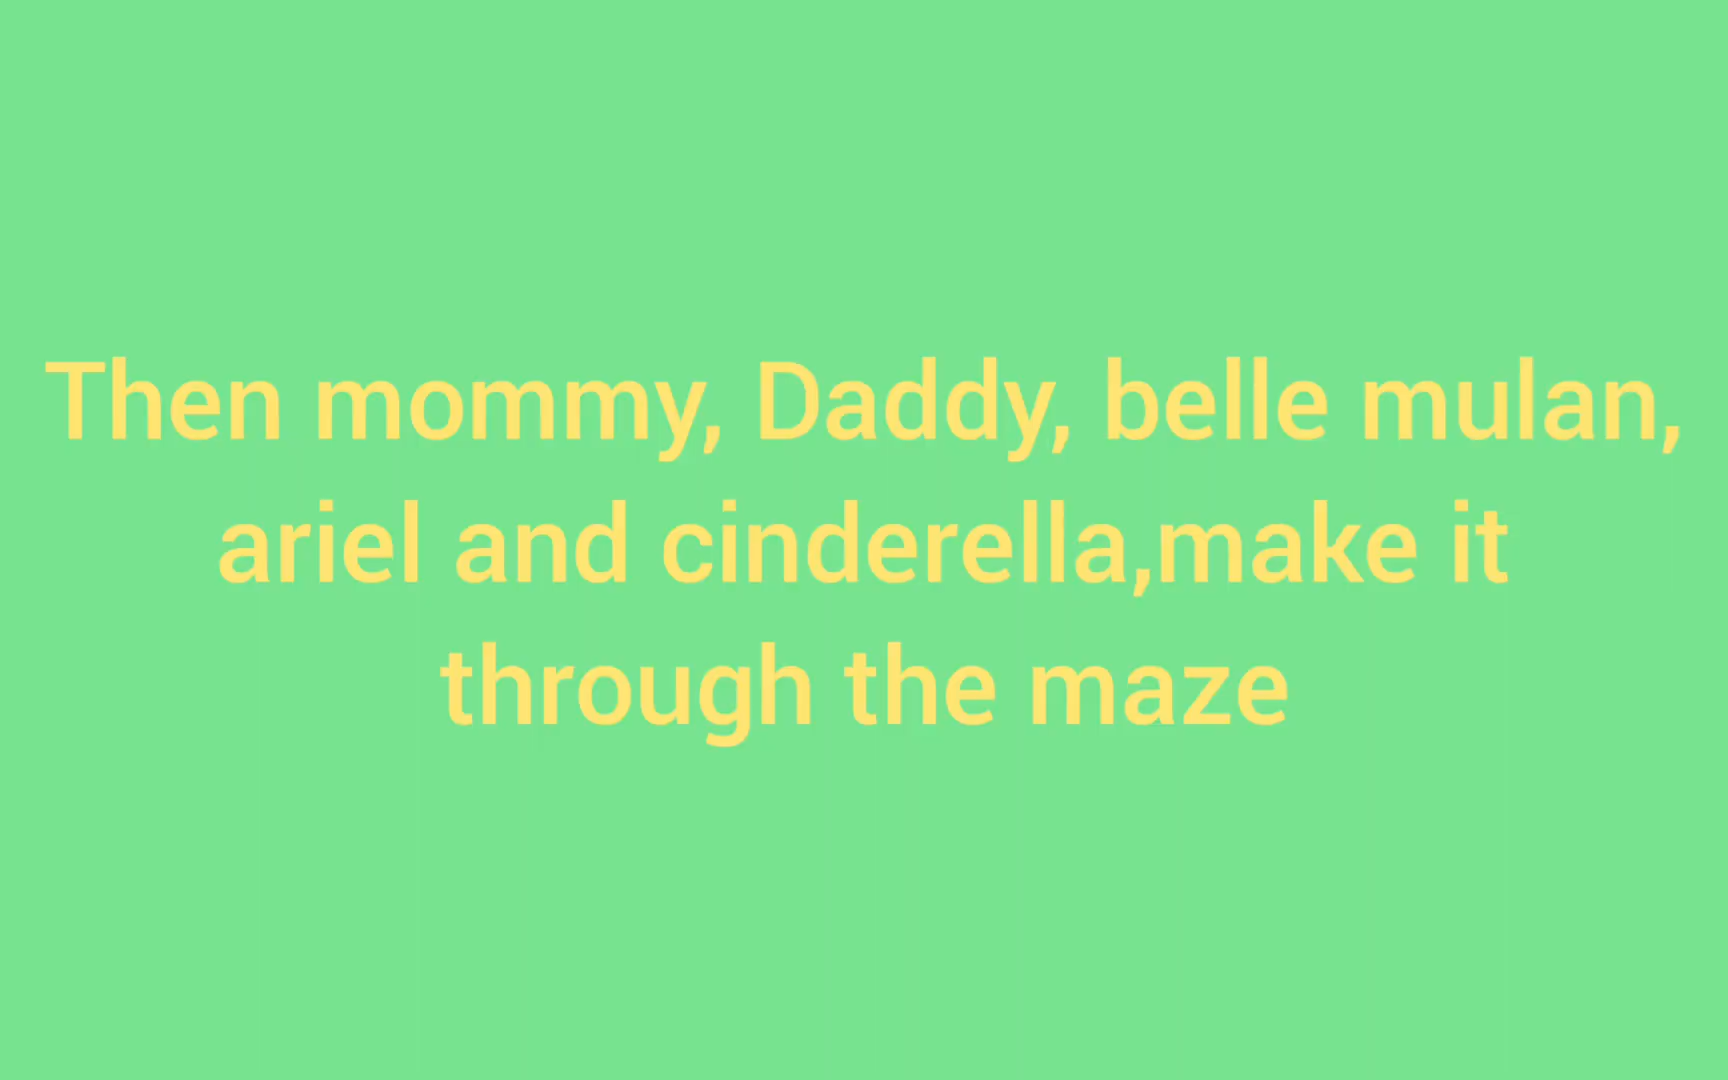 Then mommy, Daddy, belle mulan,
ariel and cinderella,make it
through the maze